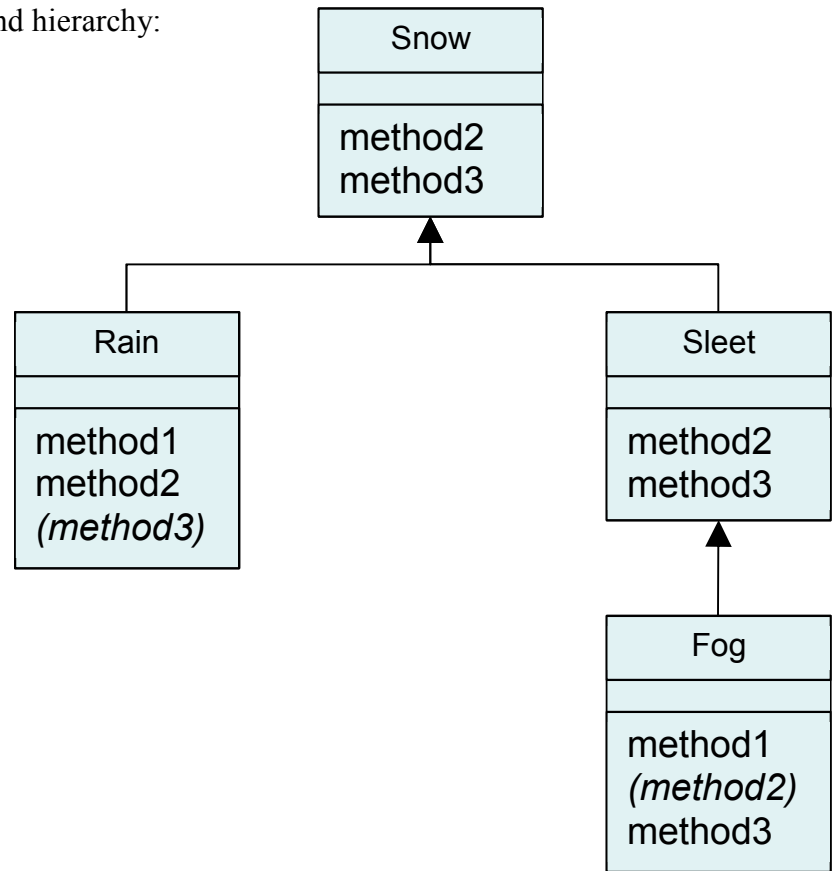 nd hierarchy:
Snow
method2
method3
Rain
method1
method2
(method3)
Sleet
method2
method3
Fog
method1
(method2)
method3